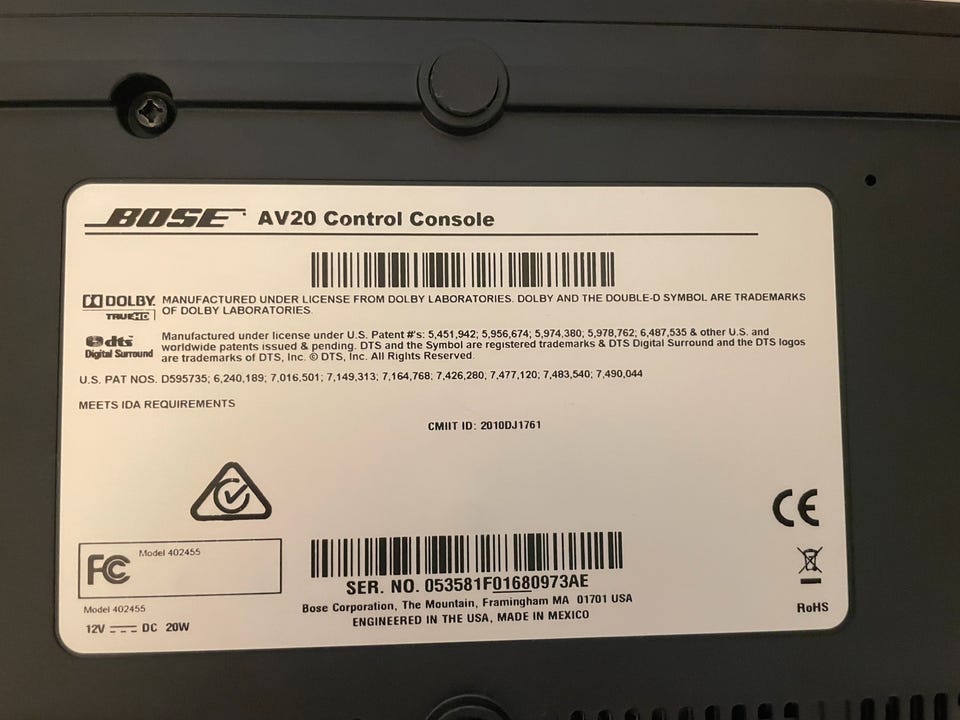 BOSE AV20 Control Console
DOLBY TRUEHD
MANUFACTURED UNDER LICENSE FROM DOLBY LABORATORIES. DOLBY AND THE DOUBLE-D SYMBOL ARE TRADEMARKS
OF DOLBY LABORATORIES.
dts Digital Surround
Manufactured under license under U.S. Patent #'s: 5,451,942; 5,956,674; 5,974,380; 5,978,762; 6,487,535 & other U.S. and
worldwide patents issued & pending. DTS and the Symbol are registered trademarks & DTS Digital Surround and the DTS logos
are trademarks of DTS, Inc. © DTS, Inc. All Rights Reserved.
U.S. PAT NOS. D595735; 6,240,189; 7,016,501; 7,149,313; 7,164,768; 7,426,280; 7,477,120; 7,483,540; 7,490,044
MEETS IDA REQUIREMENTS
CMIIT ID: 2010DJ1761
CE
FC Model 402455
SER. NO. 053581F01680973AE
Model 402455
Bose Corporation, The Mountain, Framingham MA 01701 USA
RoHS
12V DC 20W
ENGINEERED IN THE USA, MADE IN MEXICO